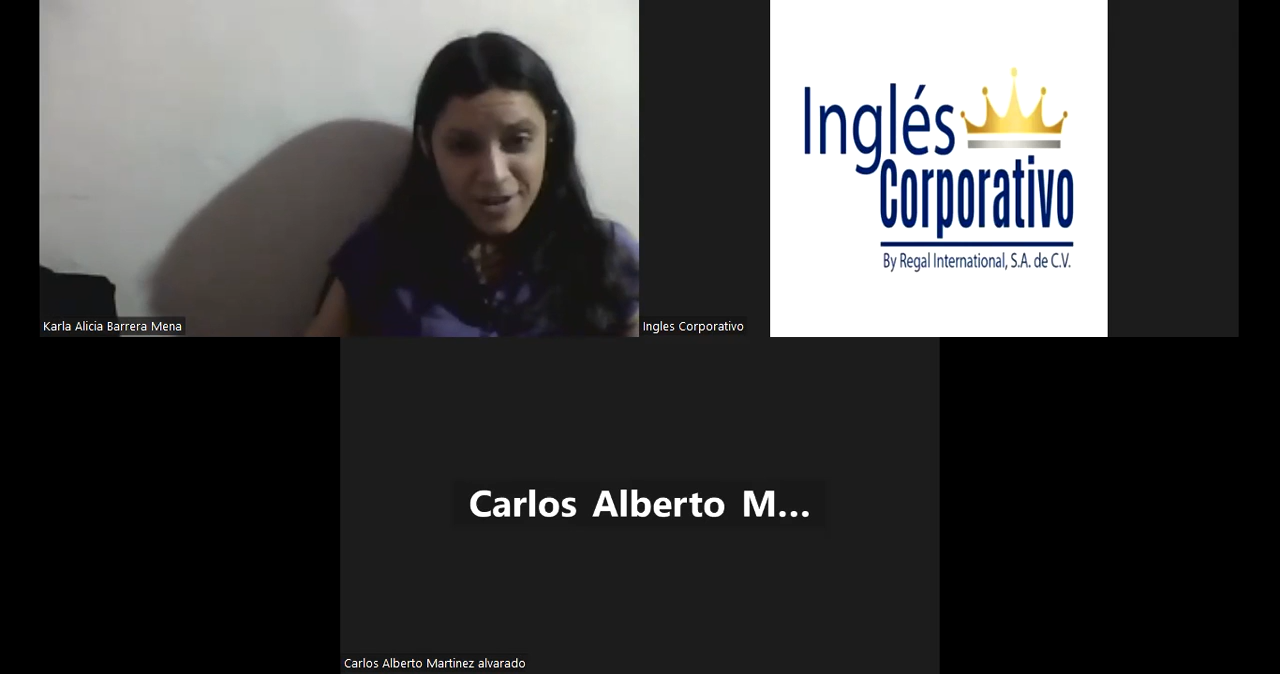 Inglés
Corporativo
By Regal International, S.A. de C.V.
Karla Alicia Barrera Mena
Ingles Corporativo
Carlos Alberto M...
Carlos Alberto Martinez alvarado